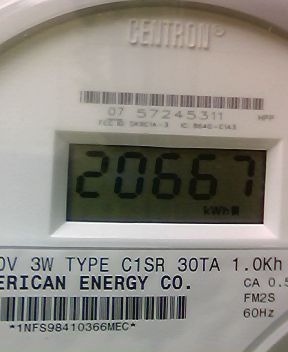 CENTRON®
07 57245311
HPP
20667
kWh
0V 3W TYPE C1SR 30TA 1.0Kh
ERICAN ENERGY CO.
CA 0.5
FM2S
60Hz
*1NFS98410366MEC*